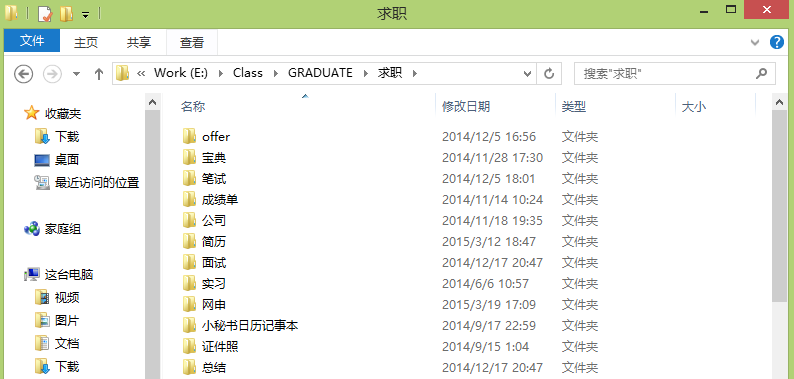 求职
文件 主页 共享 查看
Work (E:) Class GRADUATE 求职 搜索"求职"
名称 修改日期 类型 大小
收藏夹
下载
桌面
最近访问的位置
家庭组
这台电脑
视频
图片
文档
下载
offer 2014/12/5 16:56 文件夹
宝典 2014/11/28 17:30 文件夹
笔试 2014/12/5 18:01 文件夹
成绩单 2014/11/14 10:24 文件夹
公司 2014/11/18 19:35 文件夹
简历 2015/3/12 18:47 文件夹
面试 2014/12/17 20:47 文件夹
实习 2014/6/6 10:57 文件夹
网申 2015/3/19 17:09 文件夹
小秘书日历记事本 2014/9/17 22:59 文件夹
证件照 2014/9/15 1:04 文件夹
总结 2014/12/17 20:47 文件夹